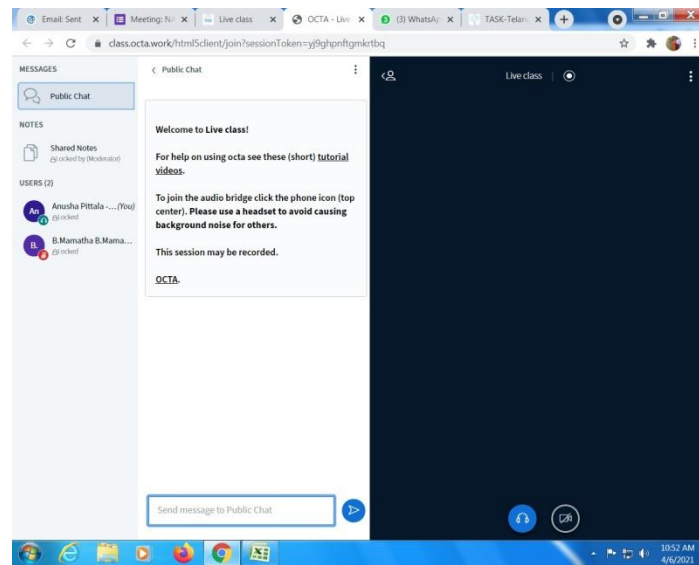 Email: Sent
Meeting: N
Live class
OCTA - Live
(3) WhatsA
TASK-Telan
class.octa.work/html5client/join?sessionToken=yj9ghpnftgmkrtbq
MESSAGES
Public Chat
NOTES
Shared Notes
Locked by (Moderator)
USERS (2)
An
Anusha Pittala -... (You)
Locked
B.
B.Mamatha B.Mama...
Locked
Public Chat
Welcome to Live class!
For help on using octa see these (short) tutorial
videos.
To join the audio bridge click the phone icon (top
center). Please use a headset to avoid causing
background noise for others.
This session may be recorded.
OCTA.
Send message to Public Chat
Live class
10:52 AM
4/6/2021